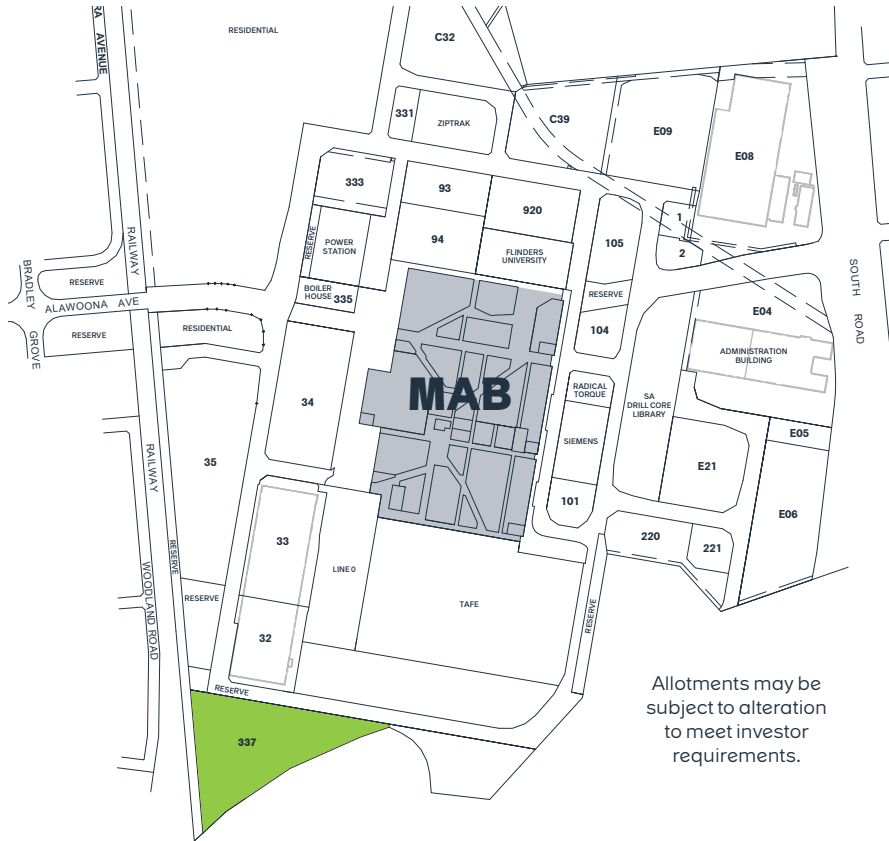 RA AVENUE
RESIDENTIAL
C32
331
ZIPTRAK
C39
E09
E08
333
93
920
94
FLINDERS
UNIVERSITY
105
1
2
RESERVE
POWER
STATION
BOILER
HOUSE
335
RAILWAY
BRADLEY
GROVE
RESERVE
ALAWOONA AVE
RESERVE
RESIDENTIAL
RESERVE
104
SOUTH
ROAD
E04
ADMINISTRATION
BUILDING
MAB
34
RADICAL
TORQUE
SA
DRILL CORE
LIBRARY
SIEMENS
E05
35
RAILWAY
E21
101
E06
33
220
221
LINE 0
RESERVE
WOODLAND ROAD
RESERVE
TAFE
RESERVE
32
RESERVE
337
Allotments may be
subject to alteration
to meet investor
requirements.